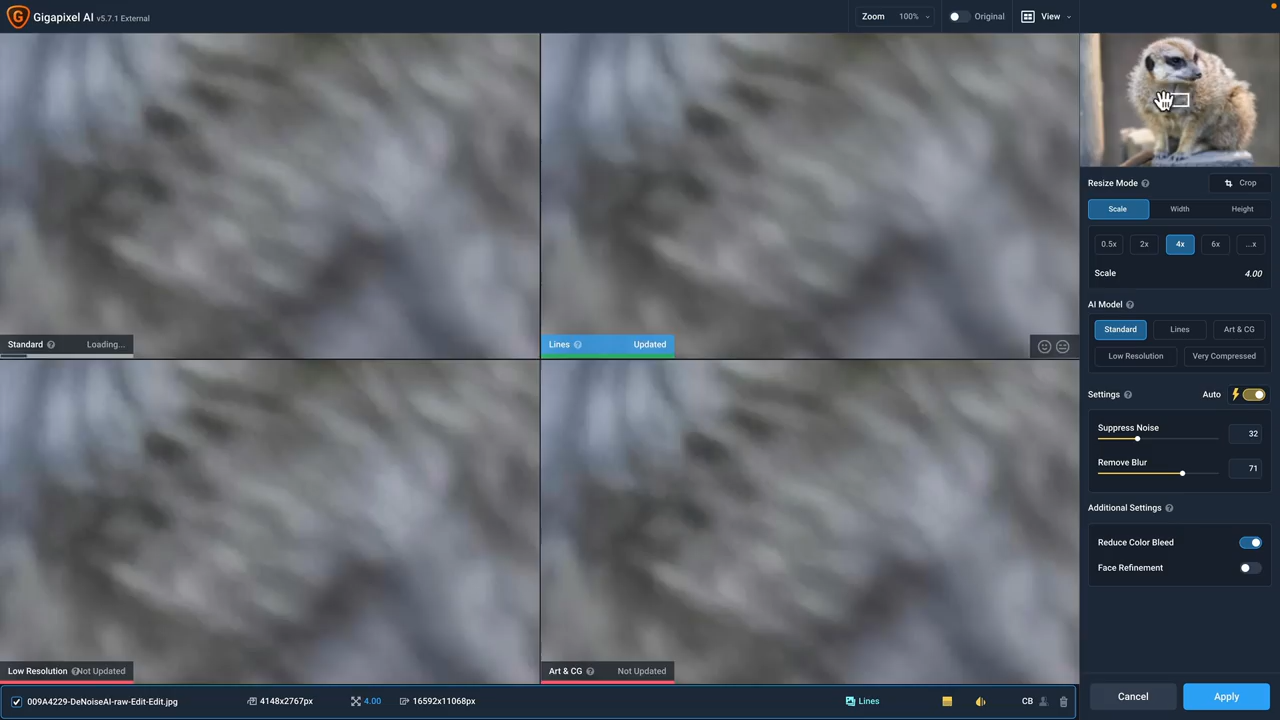 Gigapixel AI v5.7.1 External
Zoom 100% Original View
Resize Mode Crop
Scale Width Height
0.5x 2x 4x 6x ...x
Scale 4.00
AI Model
Standard Lines Art & CG
Low Resolution Very Compressed
Settings Auto
Suppress Noise 32
Remove Blur 71
Additional Settings
Reduce Color Bleed
Face Refinement
Standard Loading...
Lines Updated
Low Resolution Not Updated
Art & CG Not Updated
009A4229-DeNoiseAI-raw-Edit-Edit.jpg 4148x2767px 4.00 16592x11068px Lines CB
Cancel Apply